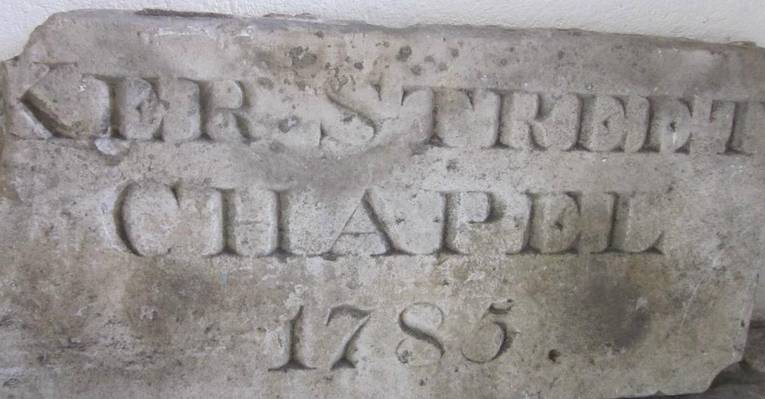 KER STREET
CHAPEL
1785.